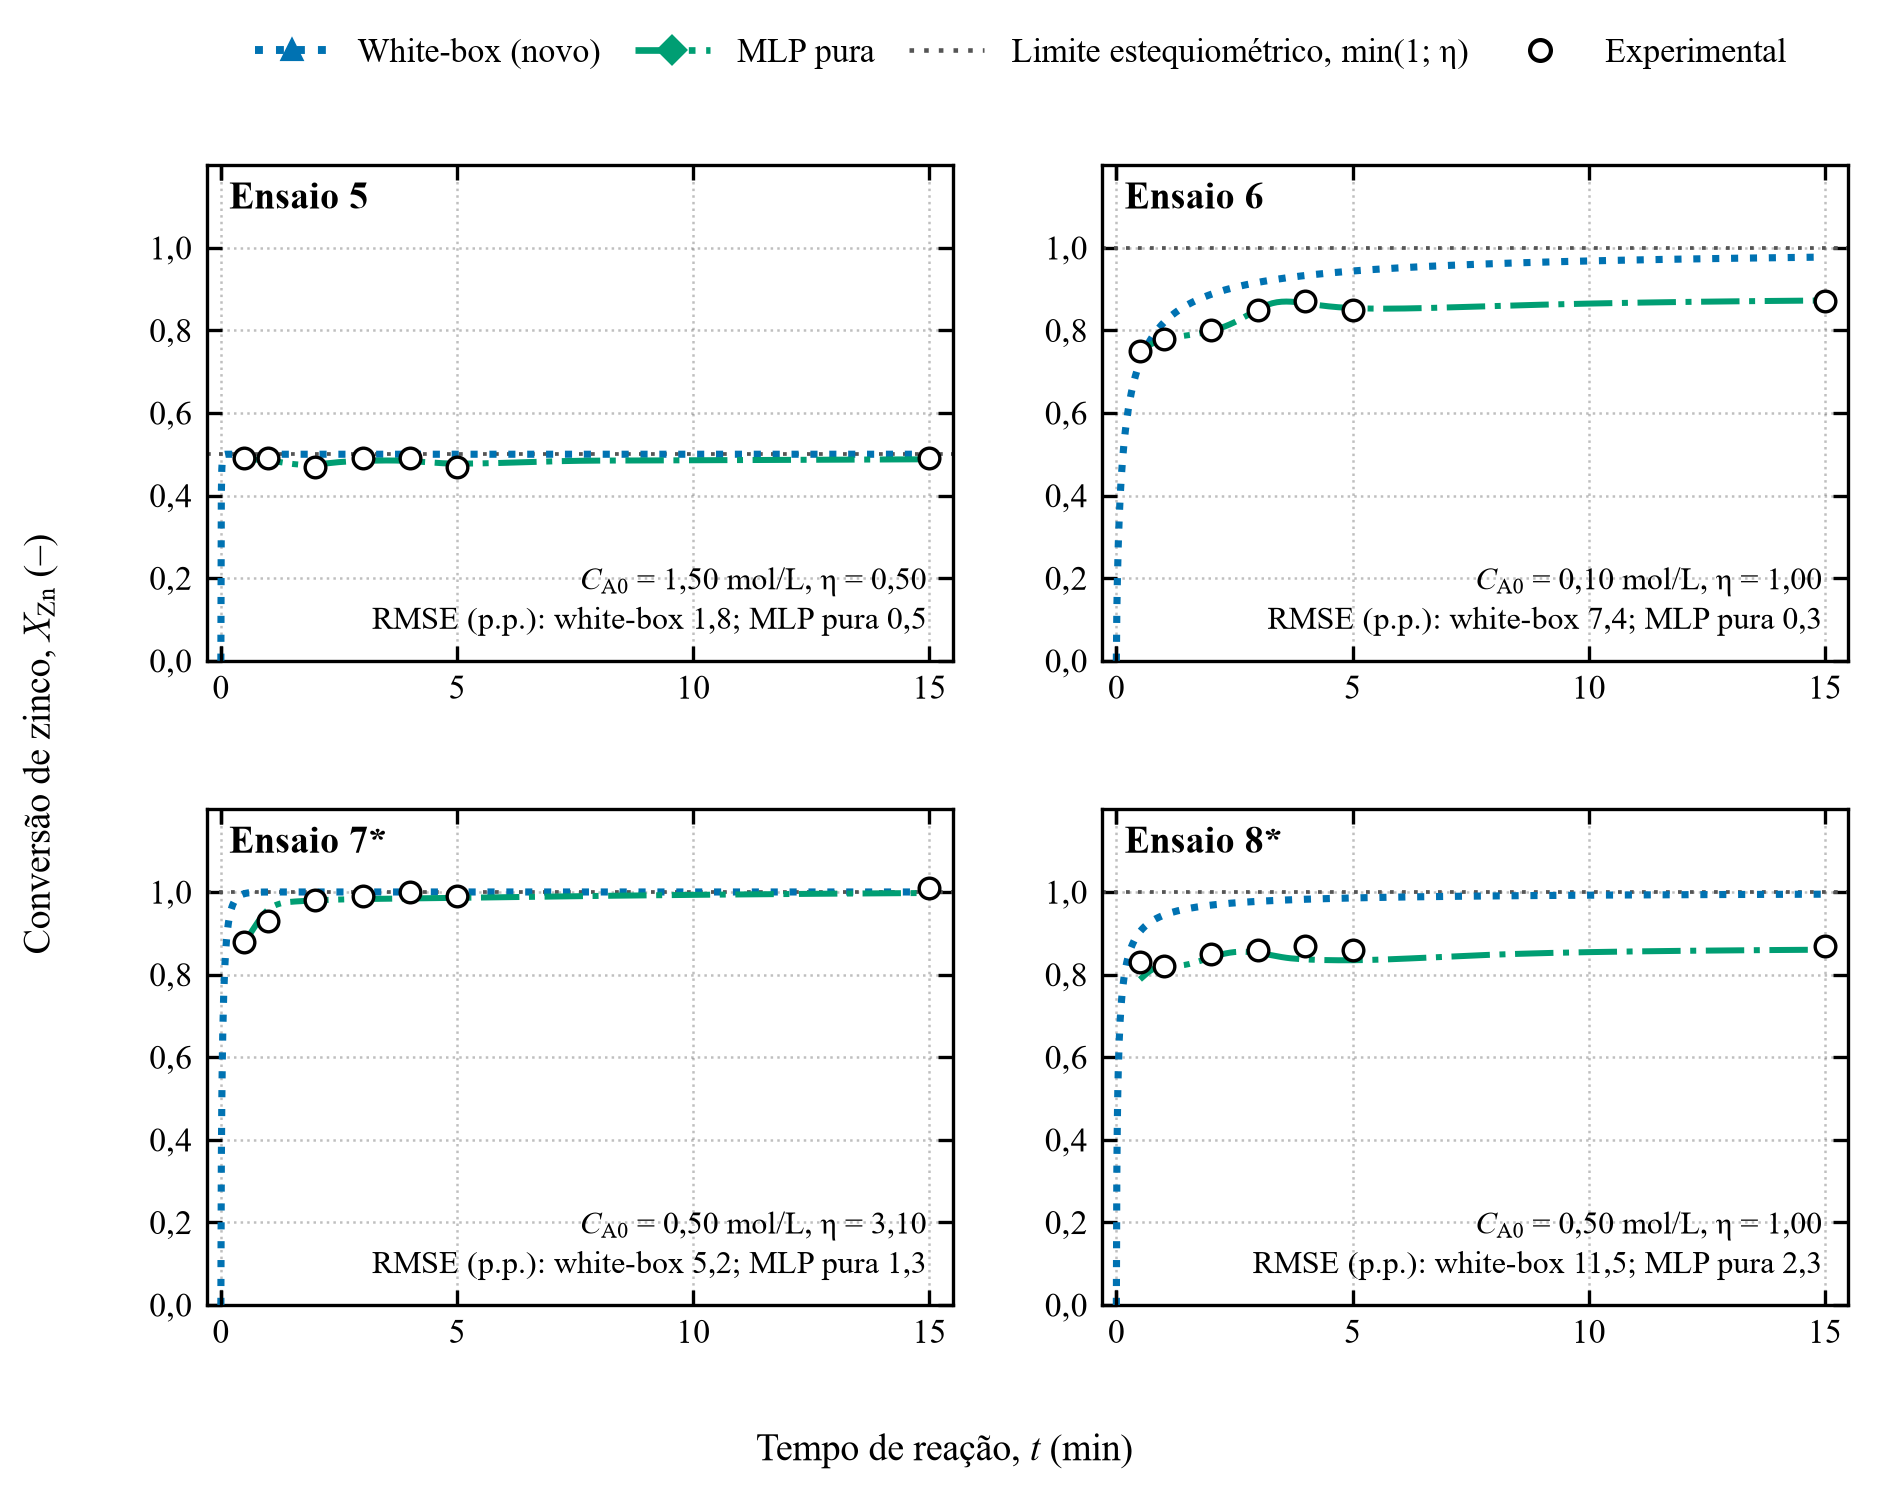 White-box (novo) MLP pura Limite estequiométrico, min(1; η) Experimental
Conversão de zinco, X_Zn (−)
Ensaio 5
1,0
0,8
0,6
0,4
0,2
0,0
C_A0 = 1,50 mol/L, η = 0,50
RMSE (p.p.): white-box 1,8; MLP pura 0,5
0 5 10 15
Ensaio 6
1,0
0,8
0,6
0,4
0,2
0,0
C_A0 = 0,10 mol/L, η = 1,00
RMSE (p.p.): white-box 7,4; MLP pura 0,3
0 5 10 15
Ensaio 7*
1,0
0,8
0,6
0,4
0,2
0,0
C_A0 = 0,50 mol/L, η = 3,10
RMSE (p.p.): white-box 5,2; MLP pura 1,3
0 5 10 15
Ensaio 8*
1,0
0,8
0,6
0,4
0,2
0,0
C_A0 = 0,50 mol/L, η = 1,00
RMSE (p.p.): white-box 11,5; MLP pura 2,3
0 5 10 15
Tempo de reação, t (min)